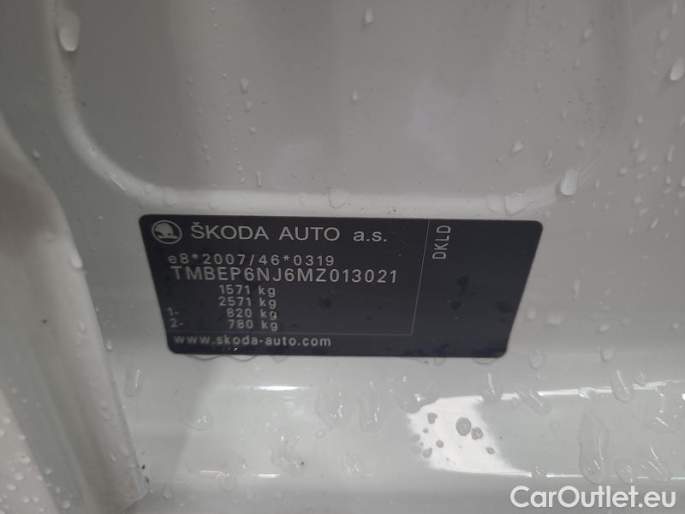 ŠKODA AUTO a.s.
e8*2007/46*0319
TMBEP6NJ6MZ013021
1571 kg
2571 kg
1- 820 kg
2- 780 kg
www.skoda-auto.com
DKLD
CarOutlet.eu